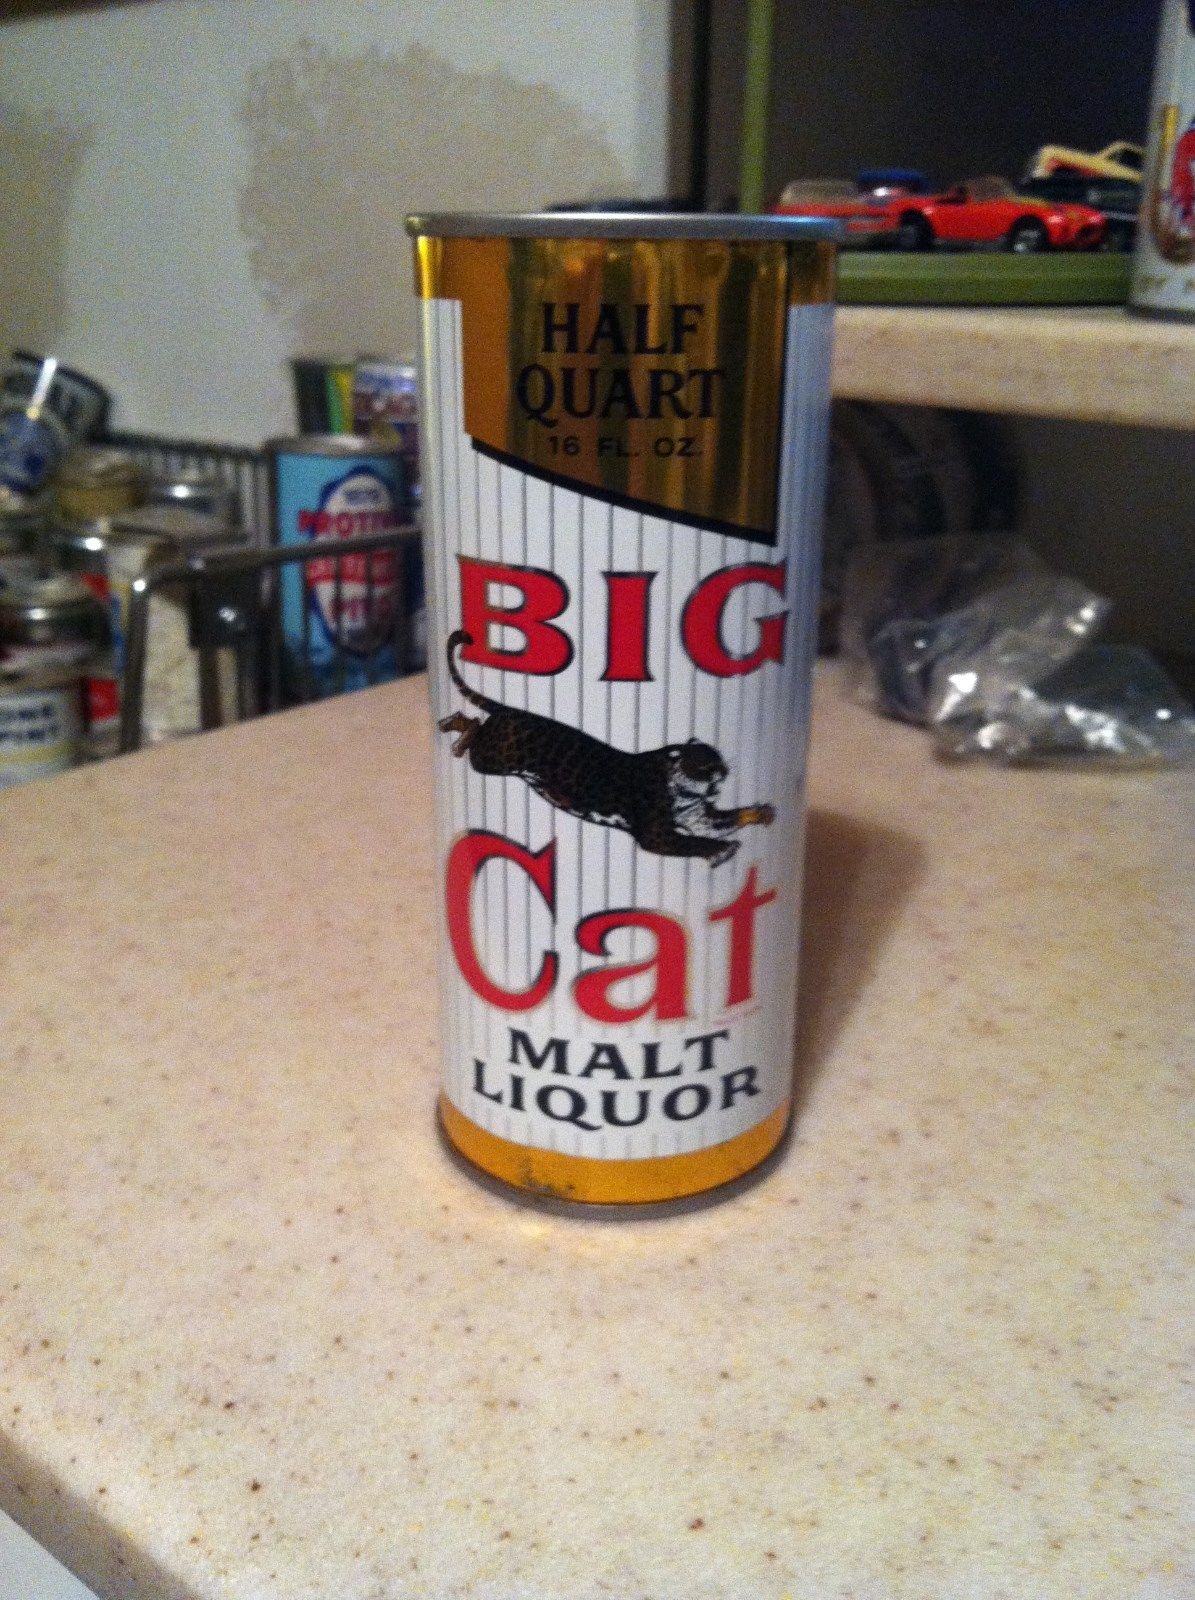 HALF
QUART
16 FL. OZ.
BIG
Cat
MALT
LIQUOR